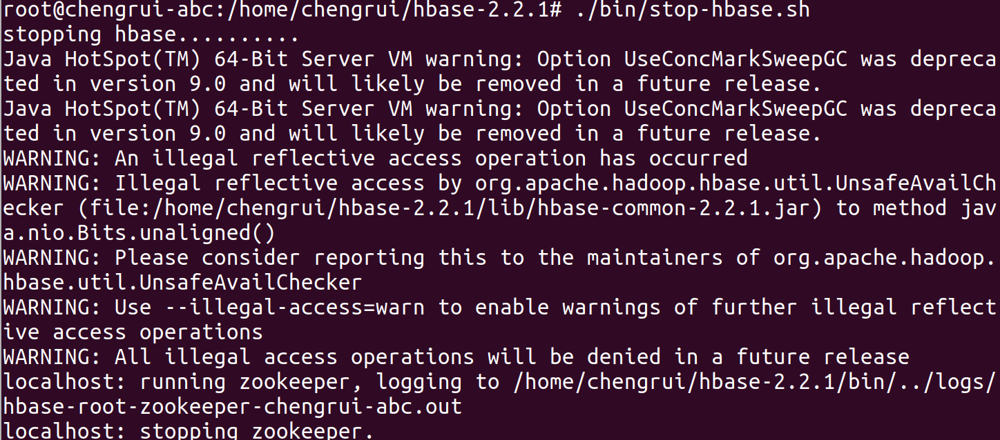 root@chengrui-abc:/home/chengrui/hbase-2.2.1# ./bin/stop-hbase.sh
stopping hbase..........
Java HotSpot(TM) 64-Bit Server VM warning: Option UseConcMarkSweepGC was depreca
ted in version 9.0 and will likely be removed in a future release.
Java HotSpot(TM) 64-Bit Server VM warning: Option UseConcMarkSweepGC was depreca
ted in version 9.0 and will likely be removed in a future release.
WARNING: An illegal reflective access operation has occurred
WARNING: Illegal reflective access by org.apache.hadoop.hbase.util.UnsafeAvailCh
ecker (file:/home/chengrui/hbase-2.2.1/lib/hbase-common-2.2.1.jar) to method jav
a.nio.Bits.unaligned()
WARNING: Please consider reporting this to the maintainers of org.apache.hadoop.
hbase.util.UnsafeAvailChecker
WARNING: Use --illegal-access=warn to enable warnings of further illegal reflect
ive access operations
WARNING: All illegal access operations will be denied in a future release
localhost: running zookeeper, logging to /home/chengrui/hbase-2.2.1/bin/../logs/
hbase-root-zookeeper-chengrui-abc.out
localhost: stopping zookeeper.